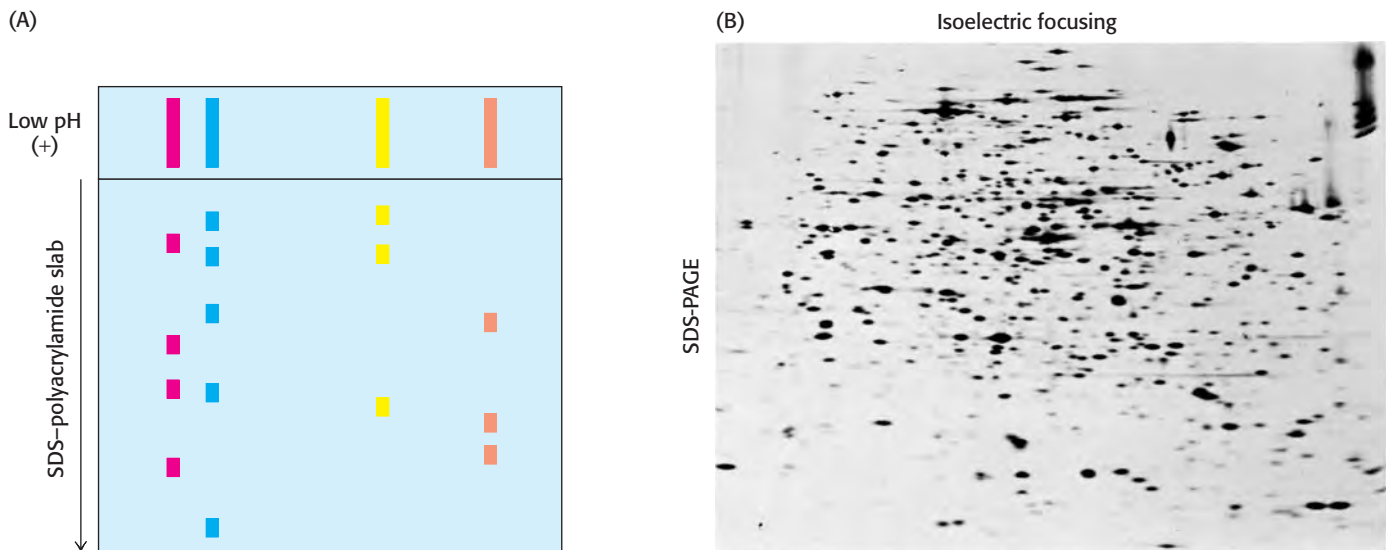 (A)
Low pH
(+)
SDS–polyacrylamide slab
(B)
Isoelectric focusing
SDS-PAGE